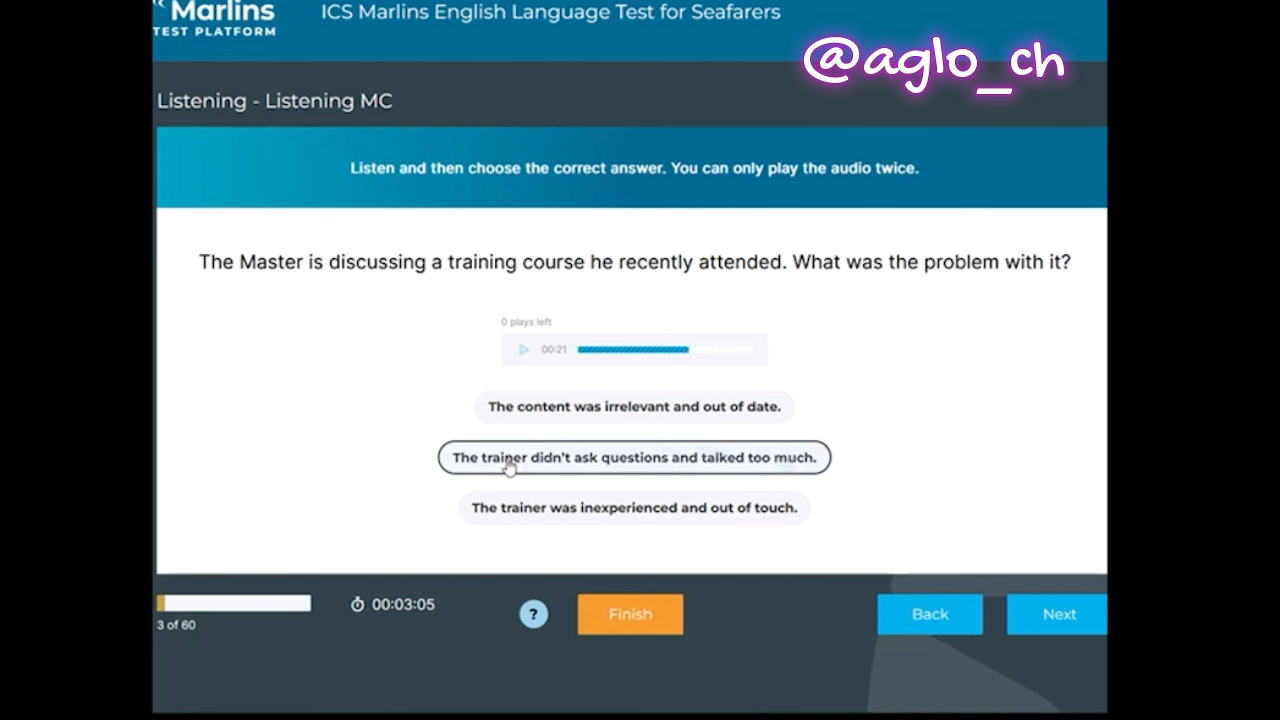 Marlins
TEST PLATFORM
ICS Marlins English Language Test for Seafarers
@aglo_ch
Listening - Listening MC
Listen and then choose the correct answer. You can only play the audio twice.
The Master is discussing a training course he recently attended. What was the problem with it?
0 plays left
00:21
The content was irrelevant and out of date.
The trainer didn't ask questions and talked too much.
The trainer was inexperienced and out of touch.
3 of 60
00:03:05
?
Finish
Back
Next